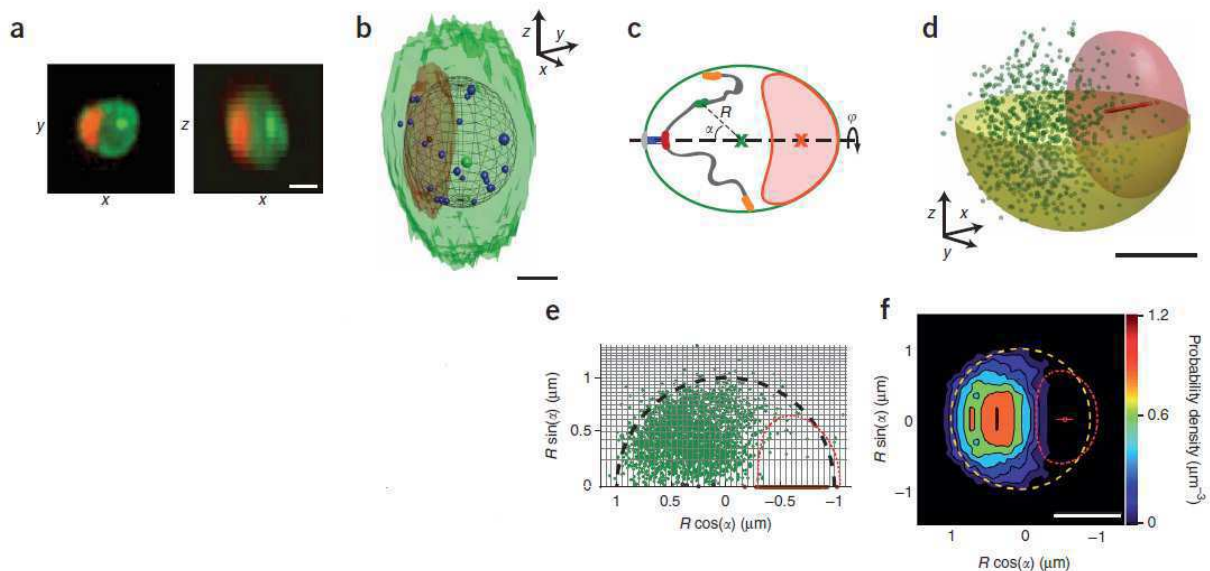 a
y
x
z
x
b
z
y
x
c
R
α
φ
d
z
x
y
e
R sin(α) (μm)
1
0.5
0
1
0.5
0
−0.5
−1
R cos(α) (μm)
f
R sin(α) (μm)
1
0
−1
1
0
−1
R cos(α) (μm)
1.2
0.6
0
Probability density (μm⁻³)